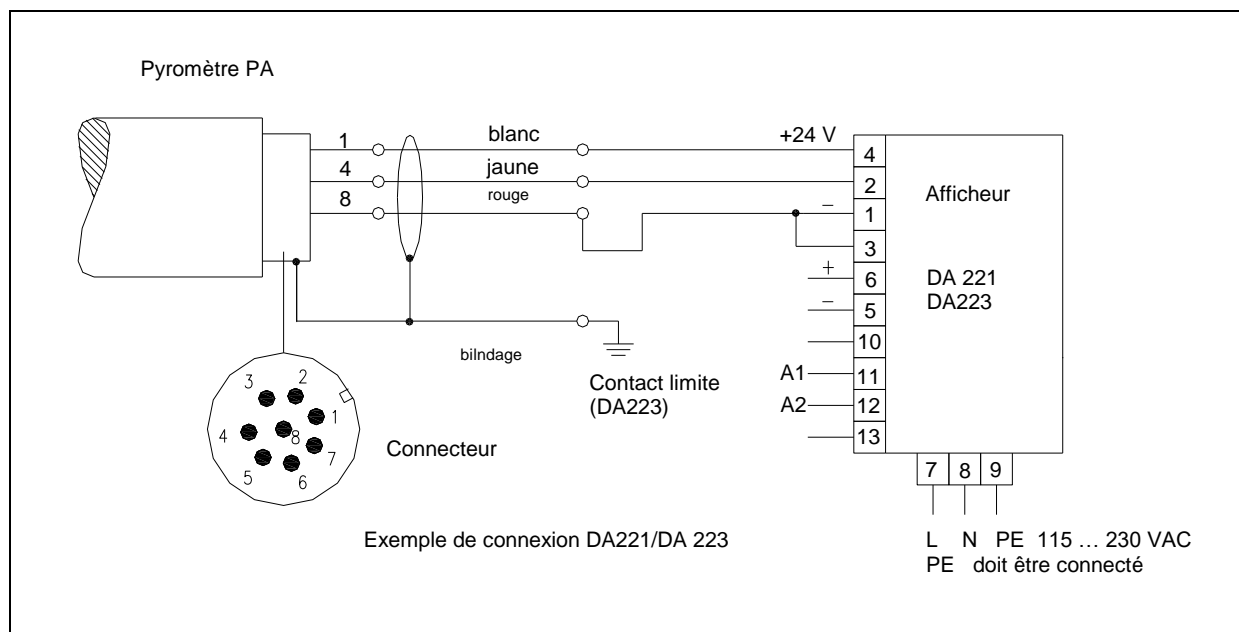 Pyromètre PA
1 blanc +24 V 4
4 jaune 2
8 rouge – 1
Afficheur
3
+ 6
DA 221
– 5
DA223
10
bilndage
Contact limite
(DA223)
A1 11
A2 12
13
3 2
1
4 8
7
5 6
Connecteur
7 8 9
Exemple de connexion DA221/DA 223
L N PE 115 ... 230 VAC
PE doit être connecté